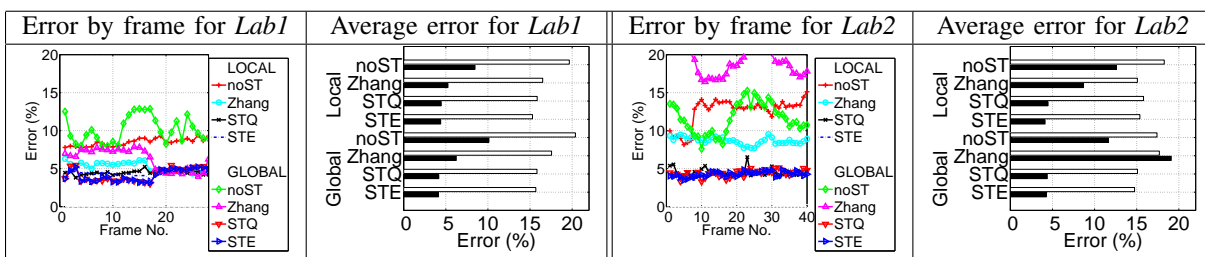 Error by frame for Lab1
Average error for Lab1
Error by frame for Lab2
Average error for Lab2
20
15
10
5
0
Error (%)
0 10 20
Frame No.
LOCAL
noST
Zhang
STQ
STE
GLOBAL
noST
Zhang
STQ
STE
Local
noST
Zhang
STQ
STE
Global
noST
Zhang
STQ
STE
0 5 10 15 20
Error (%)
20
15
10
5
0
Error (%)
0 10 20 30 40
Frame No.
LOCAL
noST
Zhang
STQ
STE
GLOBAL
noST
Zhang
STQ
STE
Local
noST
Zhang
STQ
STE
Global
noST
Zhang
STQ
STE
0 5 10 15 20
Error (%)